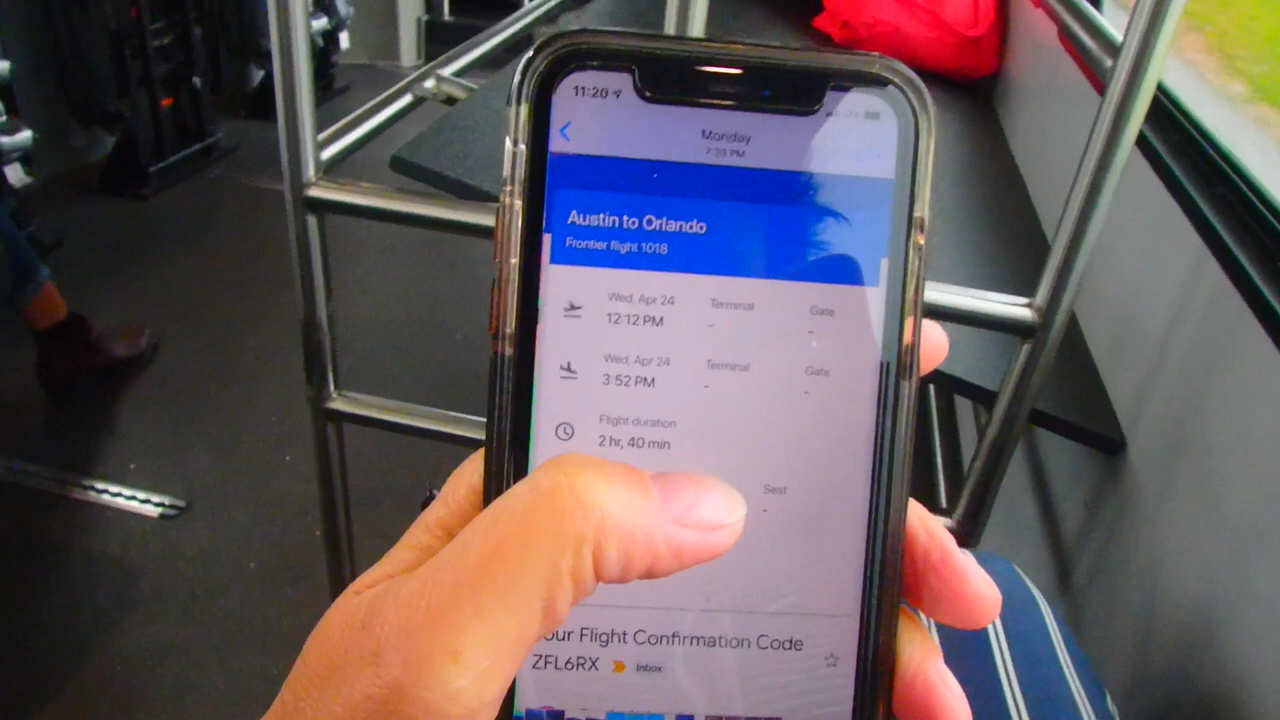 11:20
Monday
Austin to Orlando
Frontier flight 1018
Wed, Apr 24 Terminal Gate
12:12 PM - -
Wed, Apr 24 Terminal Gate
3:52 PM - -
Flight duration
2 hr, 40 min
Seat
-
our Flight Confirmation Code
ZFL6RX Inbox